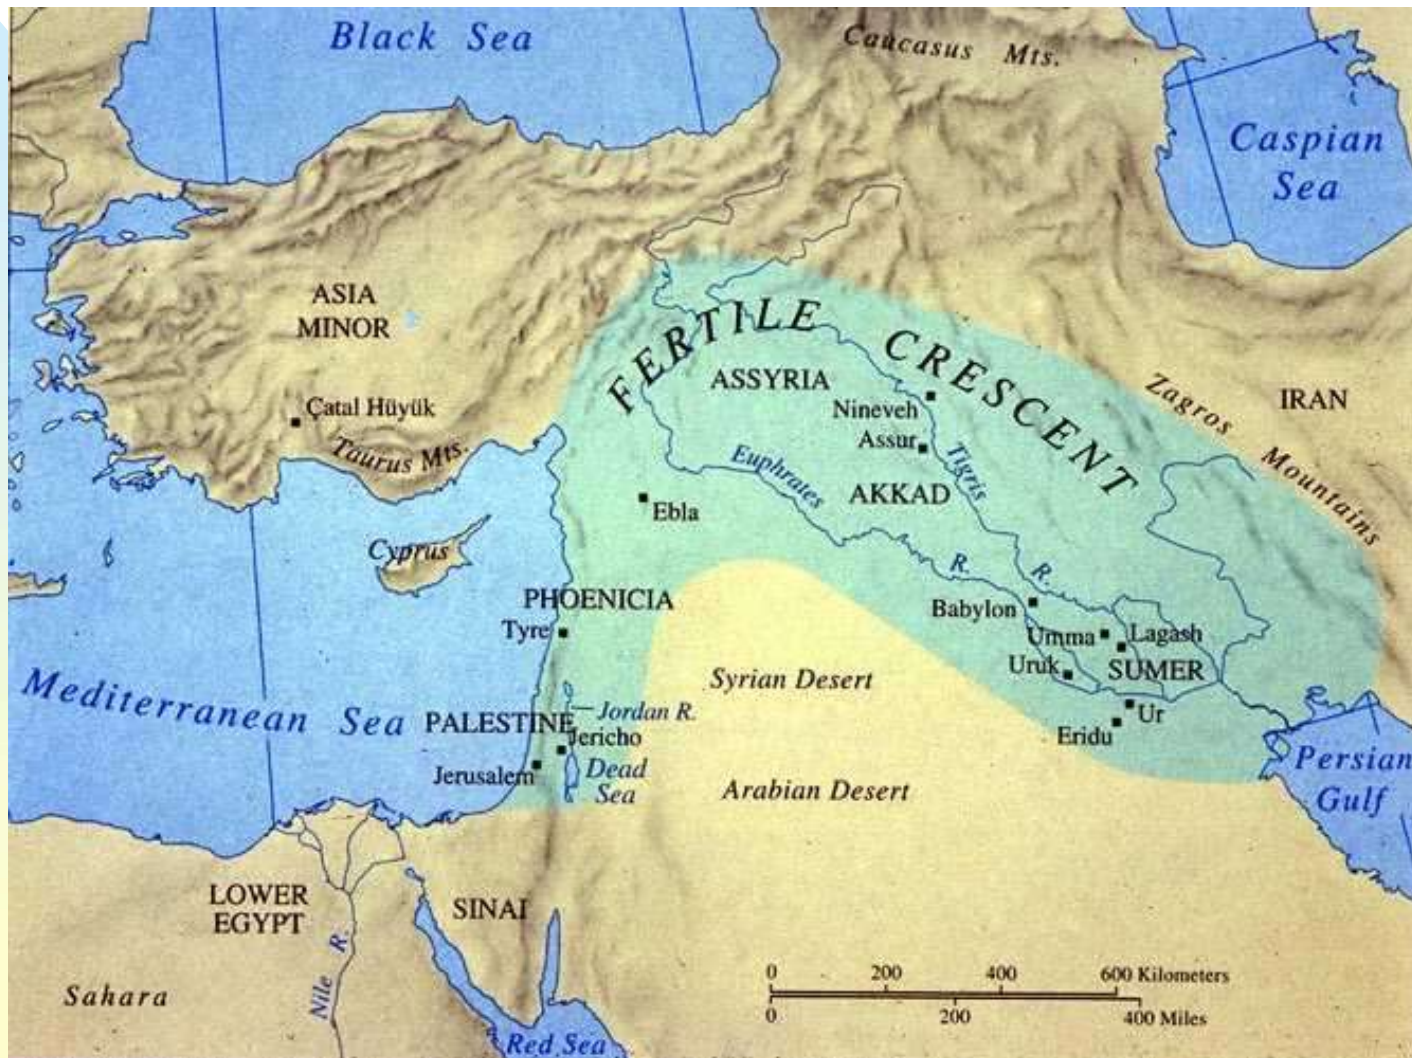 Black Sea
Caucasus Mts.
Caspian
Sea
ASIA
MINOR
FERTILE CRESCENT
ASSYRIA
Zagros Mountains
IRAN
Nineveh
Çatal Hüyük
Assur
Taurus Mts.
Euphrates R.
Tigris R.
AKKAD
Ebla
Cyprus
PHOENICIA
Babylon
Tyre
Umma
Lagash
Uruk
SUMER
Syrian Desert
Mediterranean Sea
Jordan R.
PALESTINE
Ur
Jericho
Eridu
Jerusalem
Dead
Sea
Persian
Gulf
Arabian Desert
LOWER
EGYPT
SINAI
Nile R.
Sahara
0 200 400 600 Kilometers
0 200 400 Miles
Red Sea